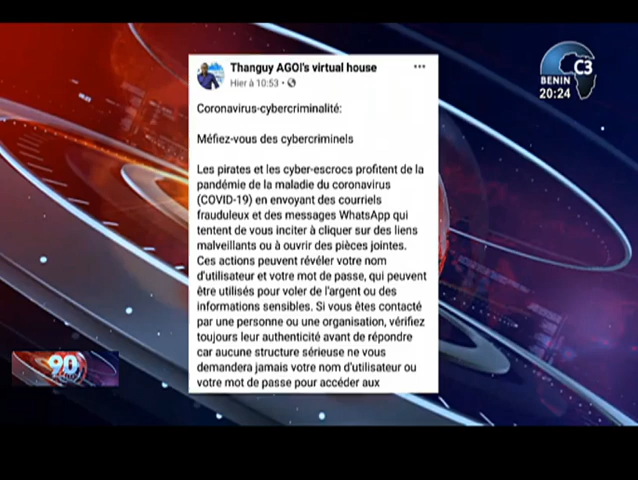 Thanguy AGOI's virtual house
Hier à 10:53
Coronavirus-cybercriminalité:
Méfiez-vous des cybercriminels
Les pirates et les cyber-escrocs profitent de la
pandémie de la maladie du coronavirus
(COVID-19) en envoyant des courriels
frauduleux et des messages WhatsApp qui
tentent de vous inciter à cliquer sur des liens
malveillants ou à ouvrir des pièces jointes.
Ces actions peuvent révéler votre nom
d'utilisateur et votre mot de passe, qui peuvent
être utilisés pour voler de l'argent ou des
informations sensibles. Si vous êtes contacté
par une personne ou une organisation, vérifiez
toujours leur authenticité avant de répondre
car aucune structure sérieuse ne vous
demandera jamais votre nom d'utilisateur ou
votre mot de passe pour accéder aux
C3
BENIN
20:24
90